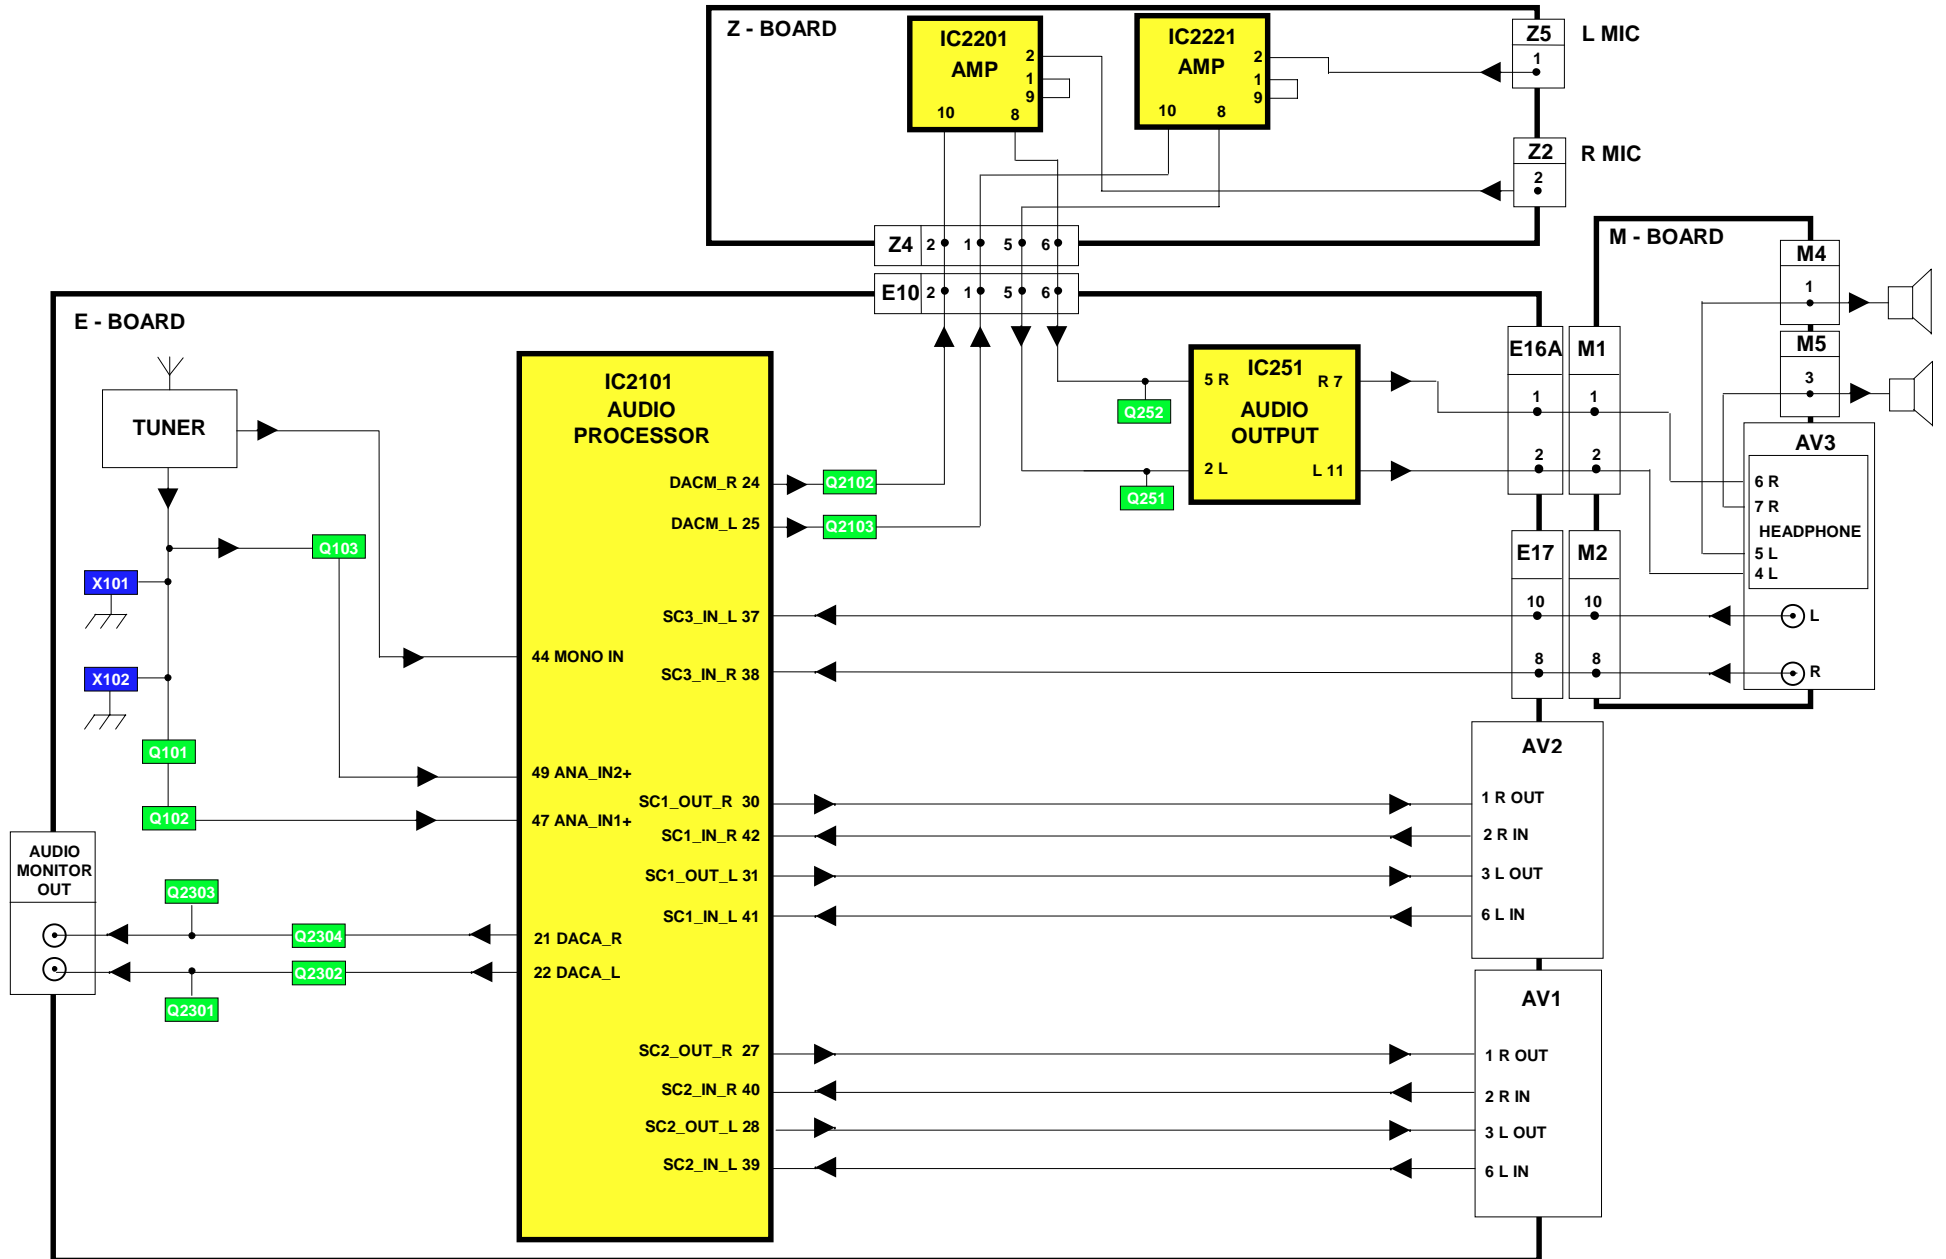 Z - BOARD
IC2201
AMP
2
1
9
10
8
IC2221
AMP
2
1
9
10
8
Z5
1
L MIC
Z2
2
R MIC
Z4 2 1 5 6
E10 2 1 5 6
M - BOARD
M4
1
M5
3
E - BOARD
TUNER
IC2101
AUDIO
PROCESSOR
DACM_R 24
DACM_L 25
SC3_IN_L 37
44 MONO IN
SC3_IN_R 38
49 ANA_IN2+
SC1_OUT_R 30
47 ANA_IN1+
SC1_IN_R 42
SC1_OUT_L 31
SC1_IN_L 41
21 DACA_R
22 DACA_L
SC2_OUT_R 27
SC2_IN_R 40
SC2_OUT_L 28
SC2_IN_L 39
Q2102
Q2103
Q103
X101
X102
Q101
Q102
AUDIO
MONITOR
OUT
Q2303
Q2304
Q2302
Q2301
Q252
Q251
IC251
AUDIO
OUTPUT
5 R
R 7
2 L
L 11
E16A M1
1 1
2 2
E17 M2
10 10
8 8
AV3
6 R
7 R
HEADPHONE
5 L
4 L
L
R
AV2
1 R OUT
2 R IN
3 L OUT
6 L IN
AV1
1 R OUT
2 R IN
3 L OUT
6 L IN